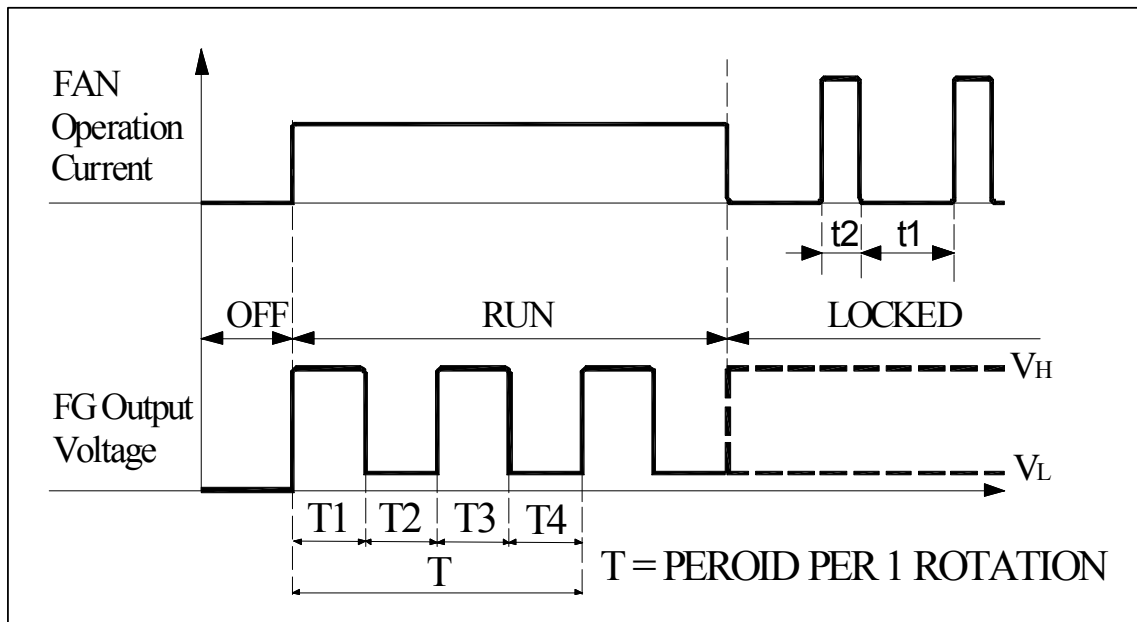 FAN
Operation
Current
t2
t1
OFF
RUN
LOCKED
VH
FG Output
Voltage
VL
T1
T2
T3
T4
T
T = PEROID PER 1 ROTATION